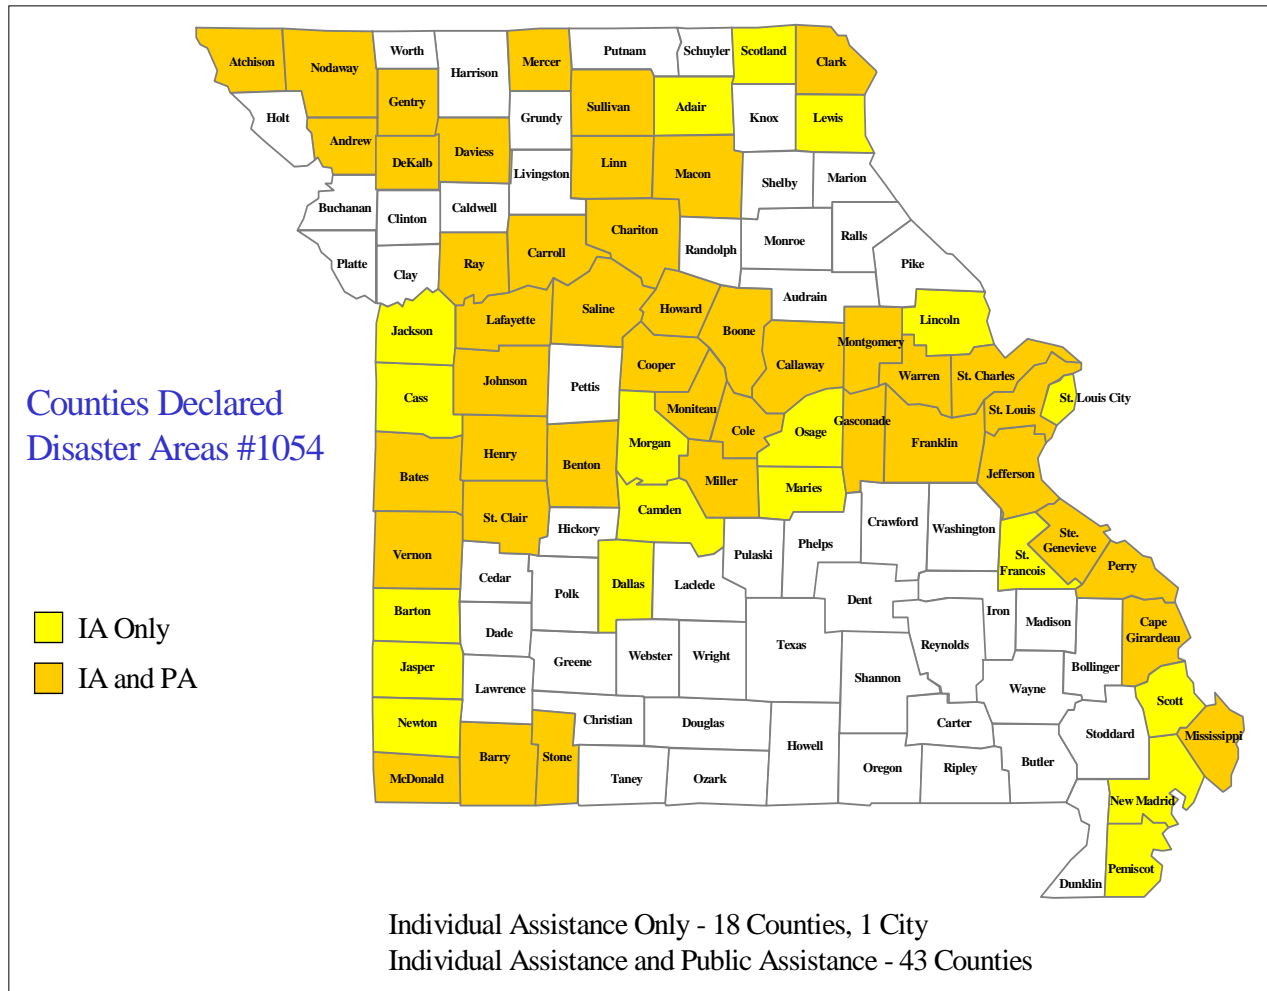 Worth
Putnam
Schuyler
Scotland
Atchison
Nodaway
Harrison
Mercer
Clark
Gentry
Sullivan
Adair
Holt
Grundy
Knox
Lewis
Andrew
DeKalb
Daviess
Linn
Macon
Livingston
Shelby
Marion
Buchanan
Clinton
Caldwell
Chariton
Randolph
Monroe
Ralls
Platte
Clay
Ray
Carroll
Pike
Audrain
Jackson
Lafayette
Saline
Howard
Boone
Lincoln
Callaway
Montgomery
Cooper
Warren
St. Charles
Cass
Johnson
Pettis
Moniteau
St. Louis
St. Louis City
Counties Declared
Disaster Areas #1054
Morgan
Cole
Osage
Gasconade
Franklin
Bates
Henry
Benton
Miller
Maries
Jefferson
St. Clair
Camden
Hickory
Crawford
Washington
Vernon
Pulaski
Phelps
St.
Francois
Ste.
Genevieve
Perry
Cedar
Polk
Dallas
Laclede
Dent
Barton
Dade
Texas
Iron
Madison
Cape
Girardeau
IA Only
Jasper
Greene
Webster
Wright
Reynolds
Bollinger
IA and PA
Lawrence
Shannon
Wayne
Newton
Christian
Douglas
Carter
Scott
Stoddard
Mississippi
McDonald
Barry
Stone
Taney
Ozark
Howell
Oregon
Ripley
Butler
New Madrid
Dunklin
Pemiscot
Individual Assistance Only - 18 Counties, 1 City
Individual Assistance and Public Assistance - 43 Counties